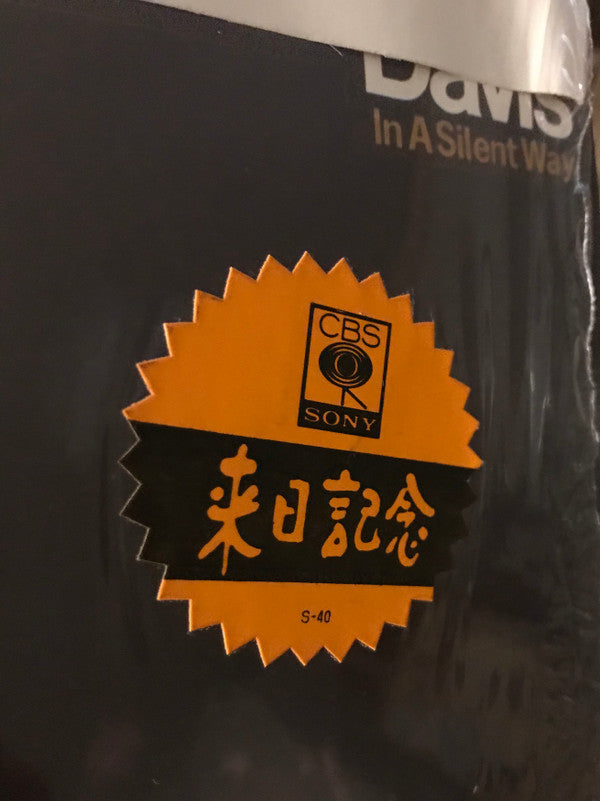 Davis
In A Silent Way
CBS
SONY
来日記念
S-40